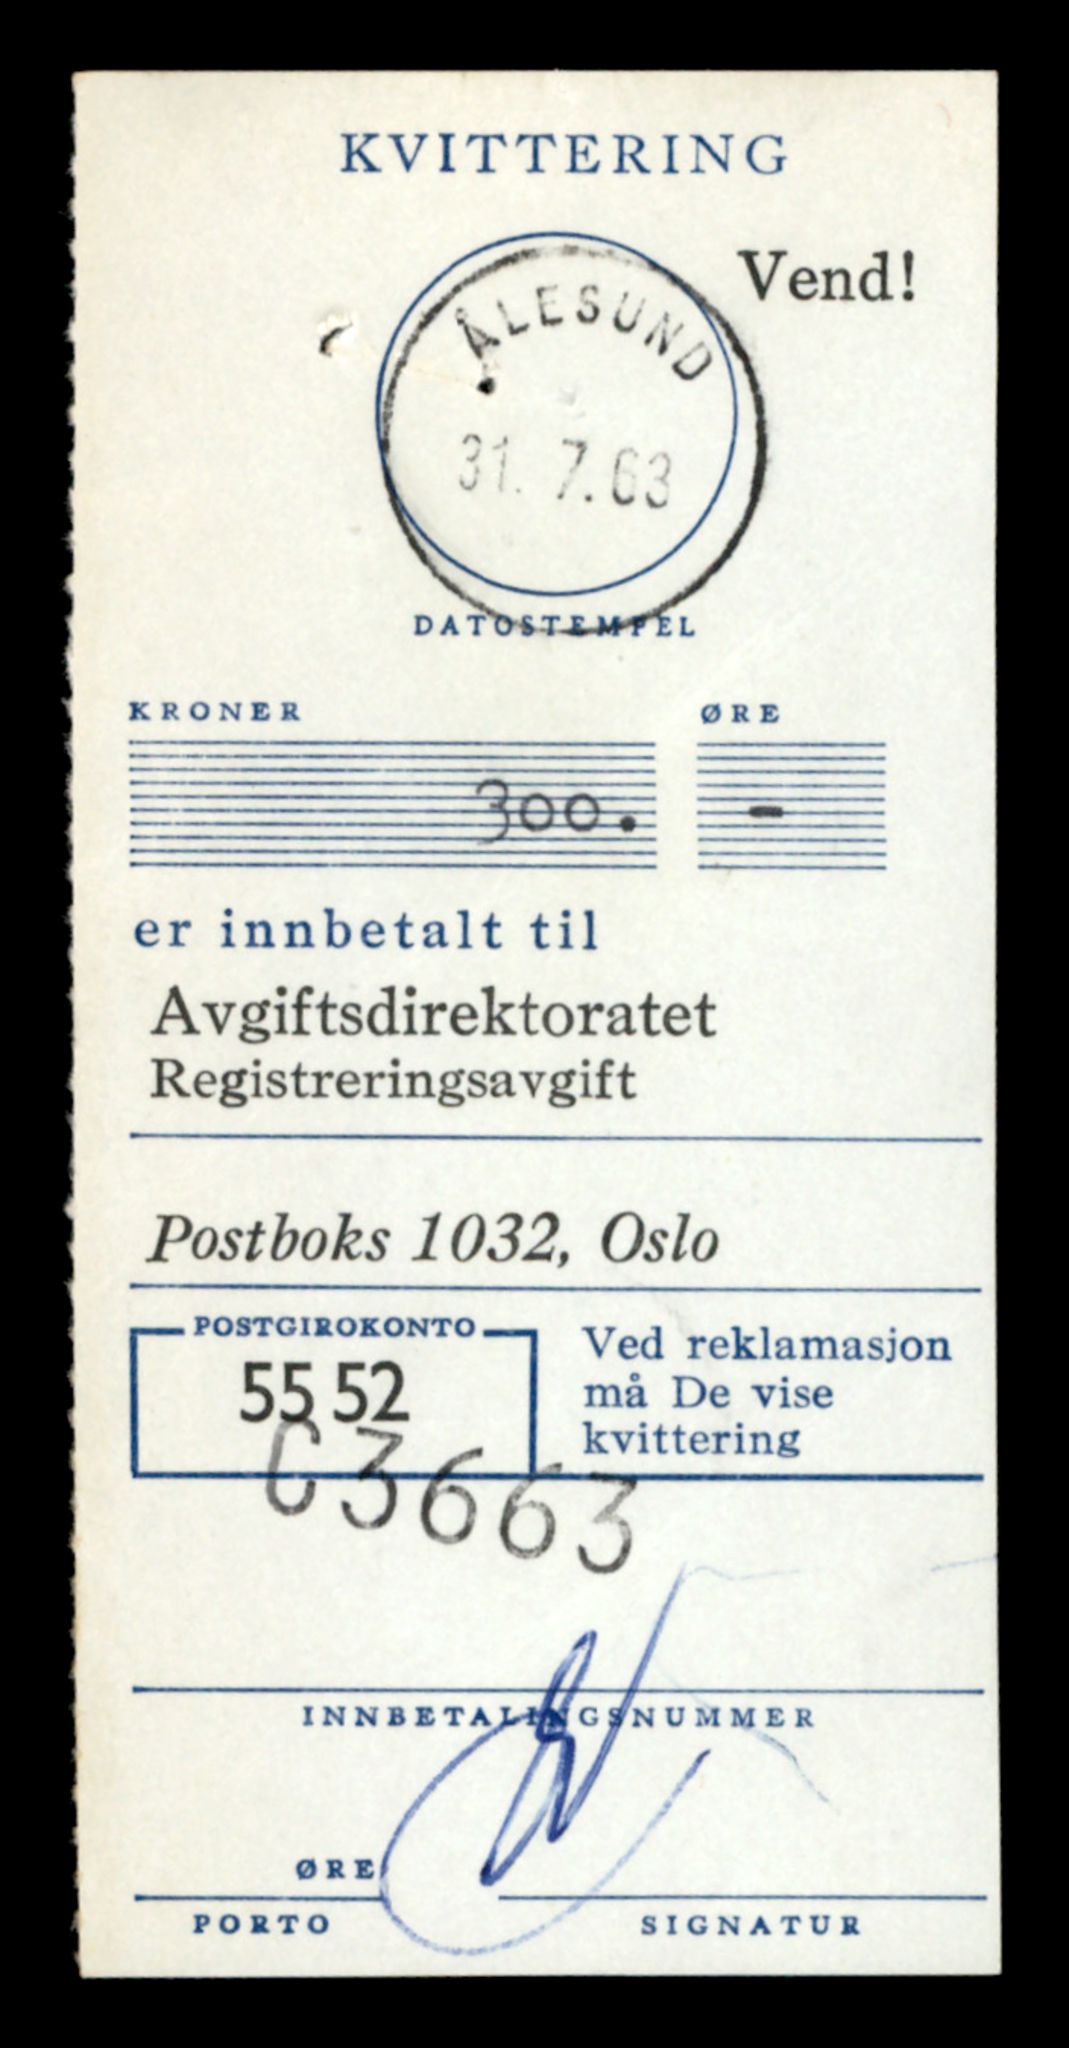 KVITTERING
Vend!
ÅLESUND
31. 7. 63
DATOSTEMPEL
KRONER ØRE
300. -
er innbetalt til
Avgiftsdirektoratet
Registreringsavgift
Postboks 1032, Oslo
POSTGIROKONTO
55 52
Ved reklamasjon
må De vise
kvittering
C3663
INNBETALINGSNUMMER
ØRE
PORTO SIGNATUR